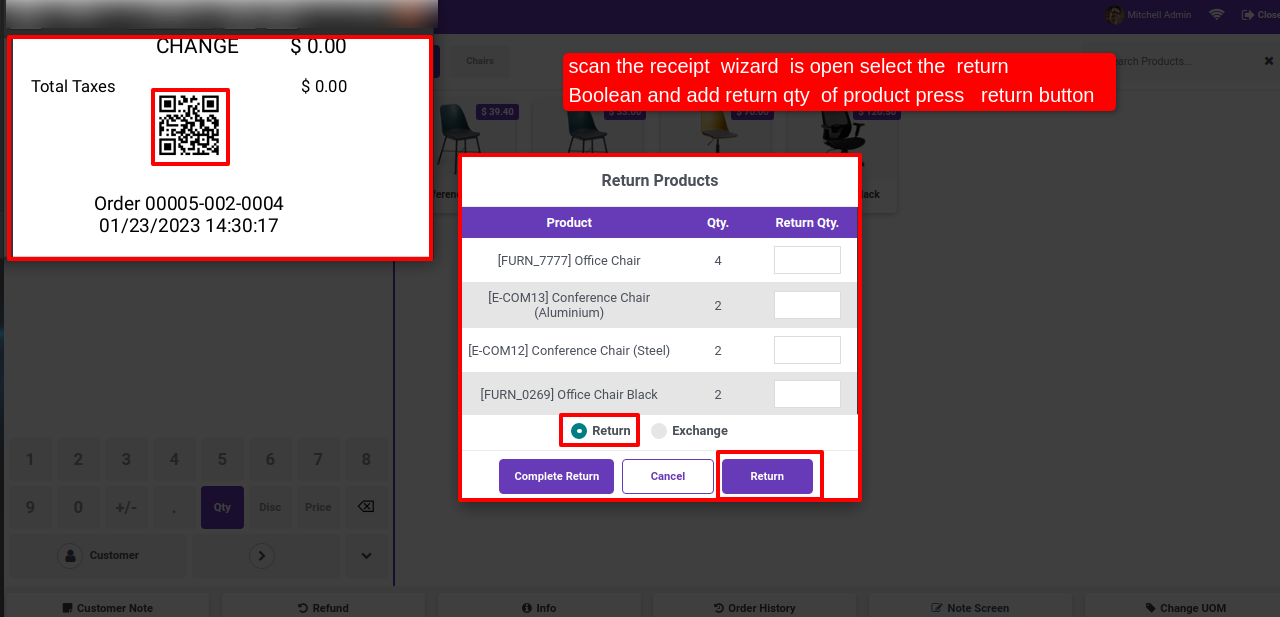 Mitchell Admin
Close
CHANGE $ 0.00
Total Taxes $ 0.00
Order 00005-002-0004
01/23/2023 14:30:17
Chairs
Search Products...
scan the receipt wizard is open select the return
Boolean and add return qty of product press return button
$ 39.40
Return Products
Product Qty. Return Qty.
[FURN_7777] Office Chair 4
[E-COM13] Conference Chair
(Aluminium) 2
[E-COM12] Conference Chair (Steel) 2
[FURN_0269] Office Chair Black 2
Return Exchange
Complete Return Cancel Return
1 2 3 4 5 6 7 8
9 0 +/- . Qty Disc Price
Customer
Customer Note Refund Info Order History Note Screen Change UOM